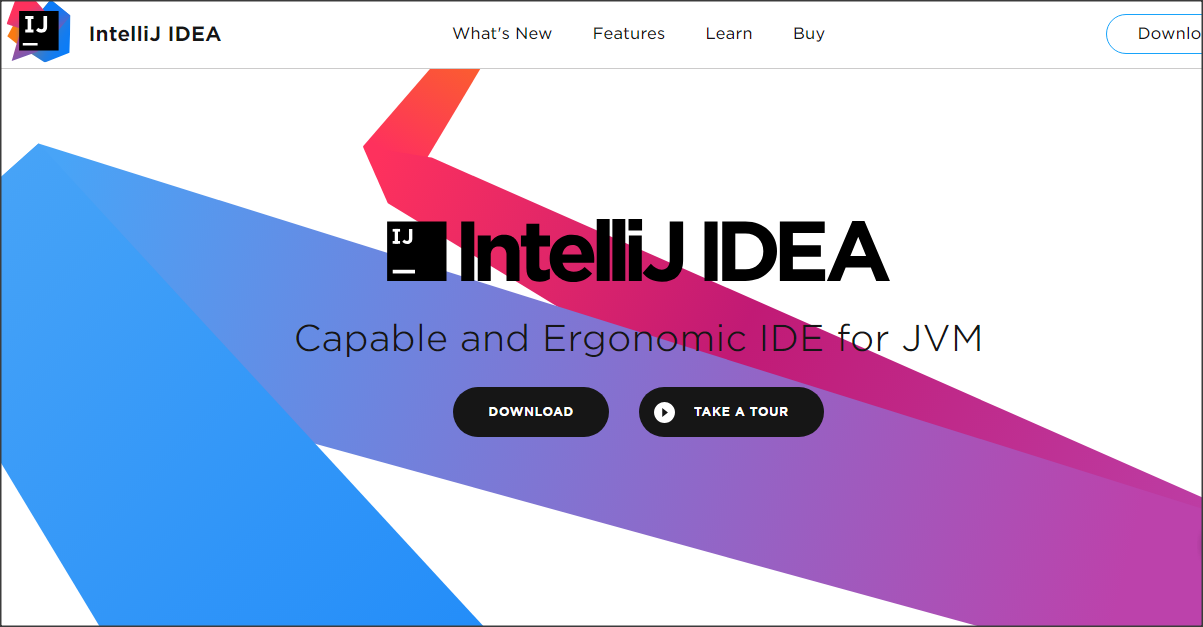 IJ
IntelliJ IDEA
What's New
Features
Learn
Buy
Downlo
IJ
IntelliJ IDEA
Capable and Ergonomic IDE for JVM
DOWNLOAD
TAKE A TOUR